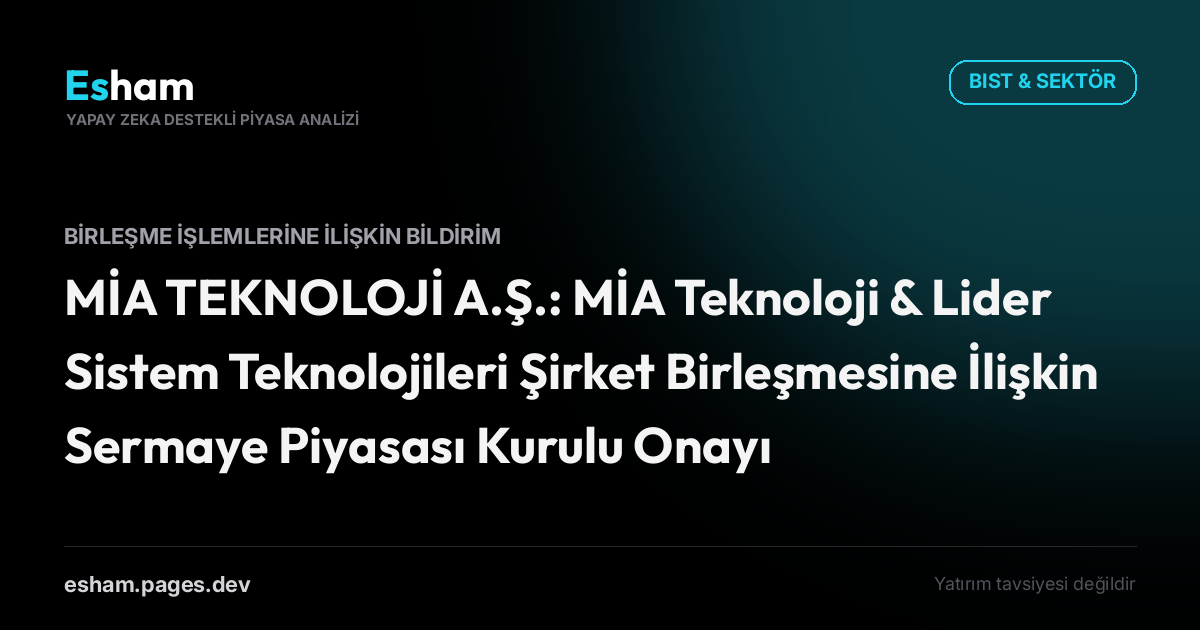 Esham
YAPAY ZEKA DESTEKLİ PİYASA ANALİZİ
BIST & SEKTÖR
BİRLEŞME İŞLEMLERİNE İLİŞKİN BİLDİRİM
MİA TEKNOLOJİ A.Ş.: MİA Teknoloji & Lider
Sistem Teknolojileri Şirket Birleşmesine İlişkin
Sermaye Piyasası Kurulu Onayı
esham.pages.dev
Yatırım tavsiyesi değildir